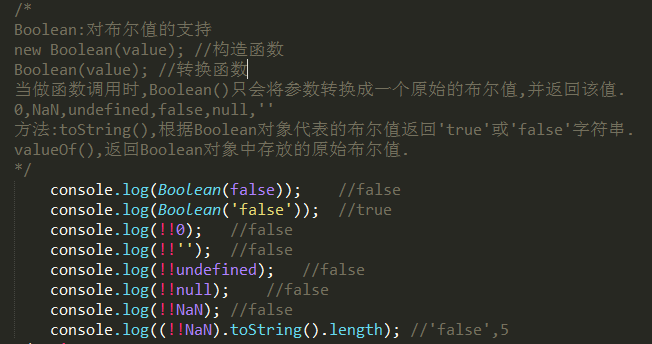 /*
Boolean:对布尔值的支持
new Boolean(value); //构造函数
Boolean(value); //转换函数
当做函数调用时,Boolean()只会将参数转换成一个原始的布尔值,并返回该值.
0,NaN,undefined,false,null,''
方法:toString(),根据Boolean对象代表的布尔值返回'true'或'false'字符串.
valueOf(),返回Boolean对象中存放的原始布尔值.
*/
console.log(Boolean(false)); //false
console.log(Boolean('false')); //true
console.log(!!0); //false
console.log(!!''); //false
console.log(!!undefined); //false
console.log(!!null); //false
console.log(!!NaN); //false
console.log((!!NaN).toString().length); //'false',5